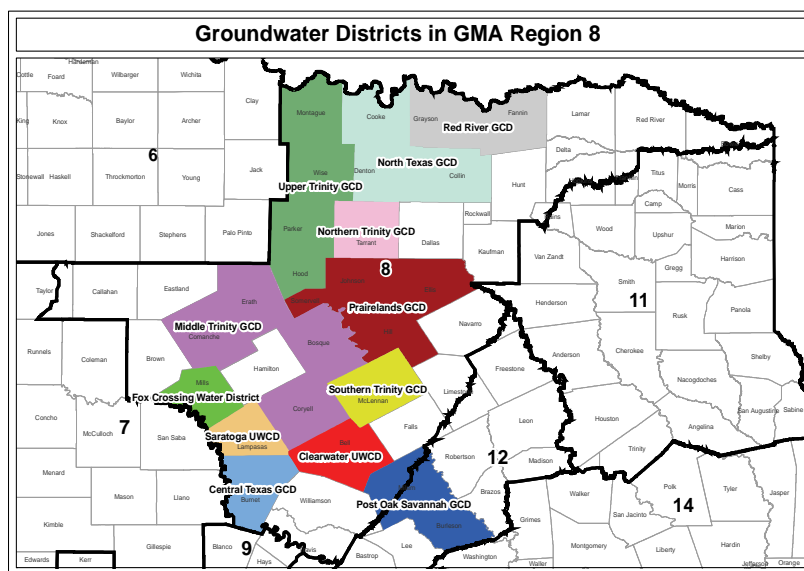 Groundwater Districts in GMA Region 8
Hardeman
Cottle
Foard
Wilbarger
Wichita
Clay
Montague
Cooke
Grayson
Fannin
Lamar
Red River
King
Knox
Baylor
Archer
Red River GCD
Delta
6
Jack
Wise
Denton
North Texas GCD
Collin
Hunt
Titus
Morris
Cass
Stonewall
Haskell
Throckmorton
Young
Upper Trinity GCD
Camp
Rockwall
Wood
Upshur
Marion
Jones
Shackelford
Stephens
Palo Pinto
Parker
Northern Trinity GCD
Tarrant
Dallas
Kaufman
Van Zandt
Gregg
Harrison
Taylor
Callahan
Eastland
Hood
8
Smith
11
Erath
Prairelands GCD
Henderson
Rusk
Panola
Middle Trinity GCD
Comanche
Bosque
Navarro
Runnels
Coleman
Brown
Hamilton
Anderson
Cherokee
Shelby
Mills
Freestone
Nacogdoches
Fox Crossing Water District
Southern Trinity GCD
McLennan
Limestone
San Augustine
Sabine
Concho
McCulloch
7
San Saba
Coryell
Falls
Leon
Houston
Angelina
Saratoga UWCD
Lampasas
Bell
Clearwater UWCD
Robertson
12
Madison
Trinity
Menard
Central Texas GCD
Burnet
Williamson
Post Oak Savannah GCD
Brazos
Polk
14
Tyler
Jasper
Mason
Llano
Burleson
Grimes
Walker
San Jacinto
Kimble
Gillespie
Blanco
9
Hays
Bastrop
Lee
Washington
Waller
Montgomery
Liberty
Hardin
Jefferson
Orange
Edwards
Kerr